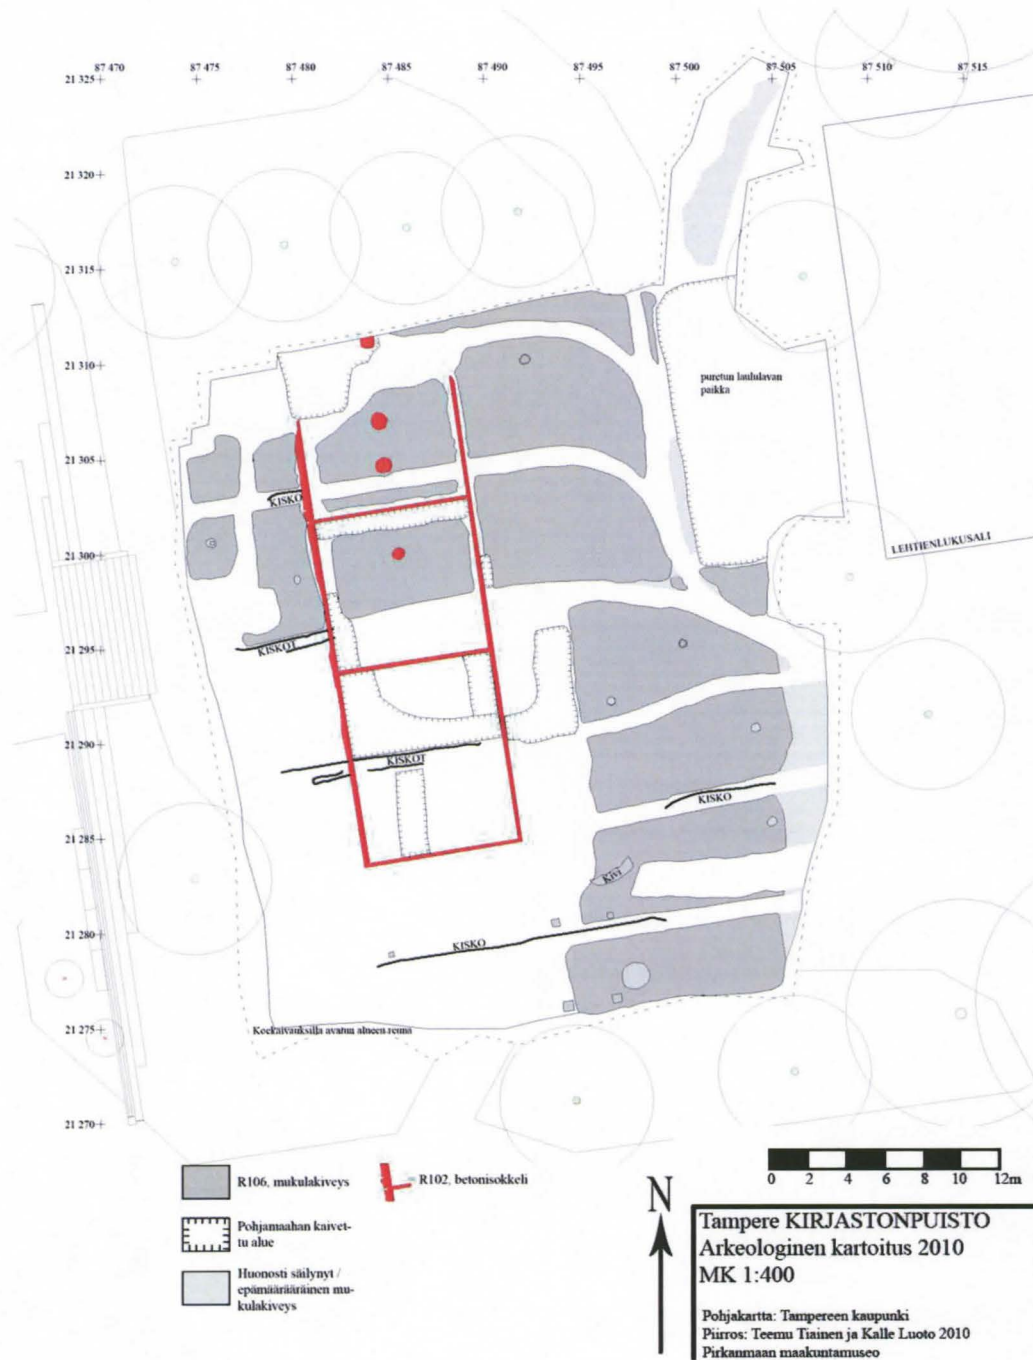 87 470 87 475 87 480 87 485 87 490 87 495 87 500 87 505 87 510 87 515
21 325
21 320
21 315
21 310
puretun laululavan
paikka
21 305
KISKO
21 300
LEHTIENLUKUSALI
21 295
KISKOT
21 290
KISKOT
KISKO
21 285
Kivi
21 280
KISKO
21 275
Koekaivauksilla avatun alueen reuna
21 270
R106, mukulakiveys
R102, betonisokkeli
Pohjamaahan kaivet-
tu alue
Huonosti säilynyt /
epämäärääräinen mu-
kulakiveys
0 2 4 6 8 10 12m
N
Tampere KIRJASTONPUISTO
Arkeologinen kartoitus 2010
MK 1:400
Pohjakartta: Tampereen kaupunki
Piirros: Teemu Tiainen ja Kalle Luoto 2010
Pirkanmaan maakuntamuseo